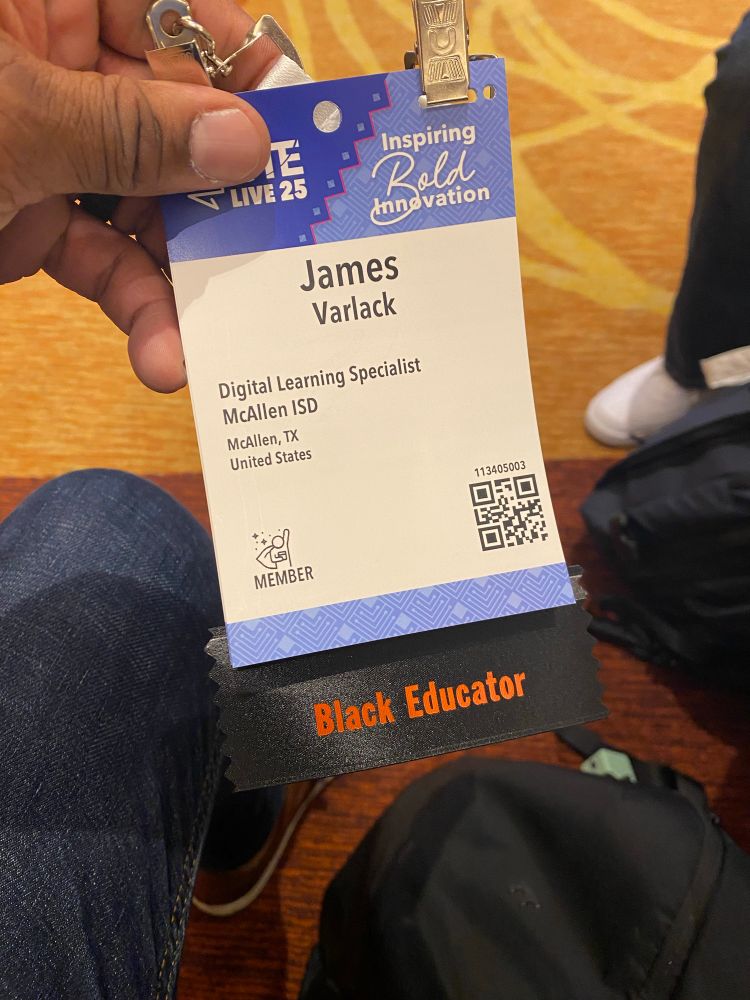 LIVE 25
Inspiring
Bold
Innovation
James
Varlack
Digital Learning Specialist
McAllen ISD
McAllen, TX
United States
113405003
MEMBER
Black Educator